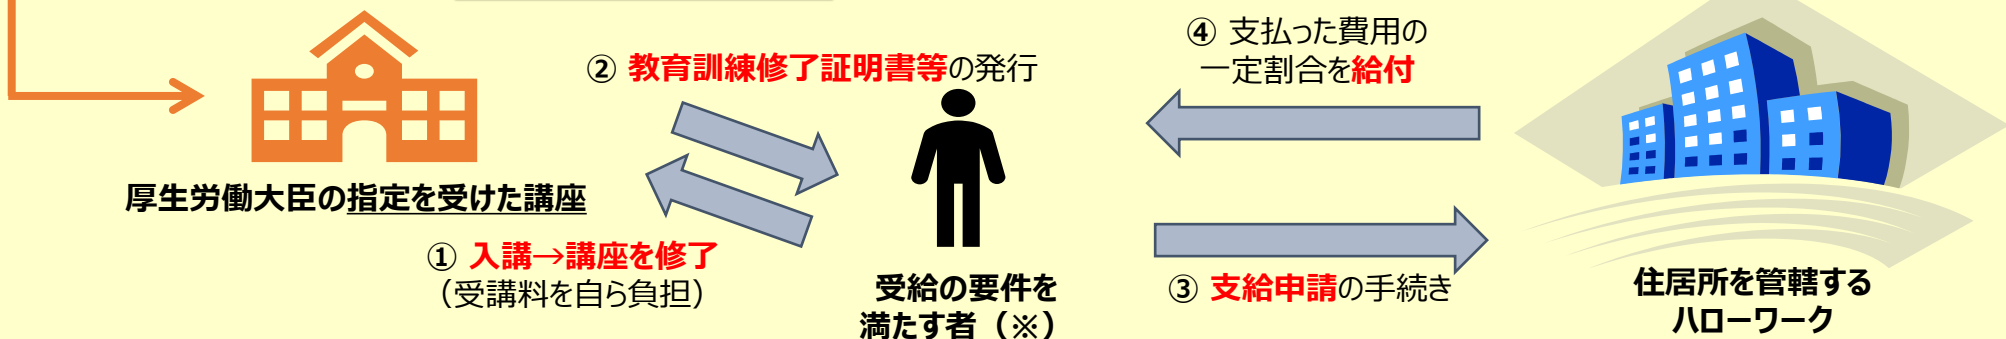 ④ 支払った費用の
一定割合を給付
② 教育訓練修了証明書等の発行
厚生労働大臣の指定を受けた講座
① 入講→講座を修了
（受講料を自ら負担）
受給の要件を
満たす者（※）
③ 支給申請の手続き
住居所を管轄する
ハローワーク